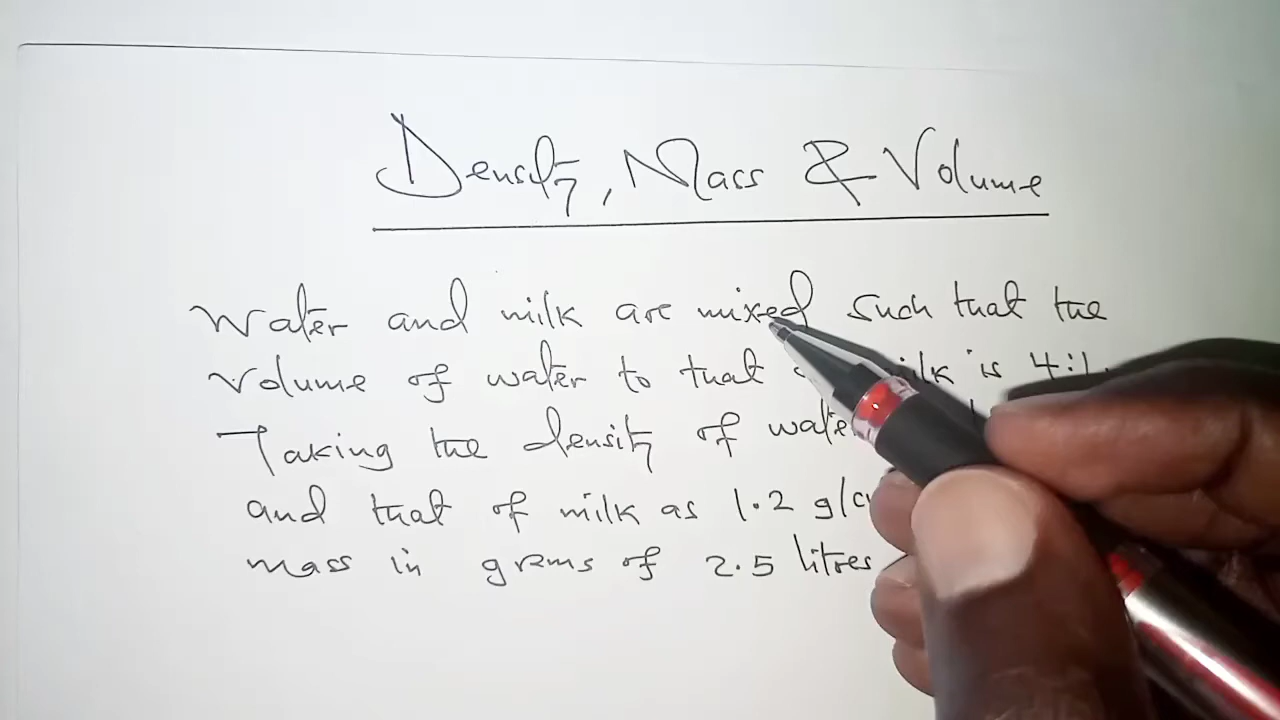 Density, Mass & Volume
Water and milk are mixed such that the
volume of water to that milk is 4:1.
Taking the density of water
and that of milk as 1.2 g/c
mass in grams of 2.5 litres